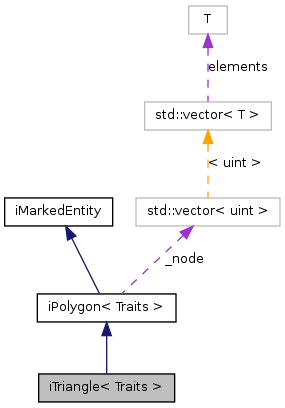 T
elements
std::vector< T >
< uint >
iMarkedEntity
std::vector< uint >
_node
iPolygon< Traits >
iTriangle< Traits >